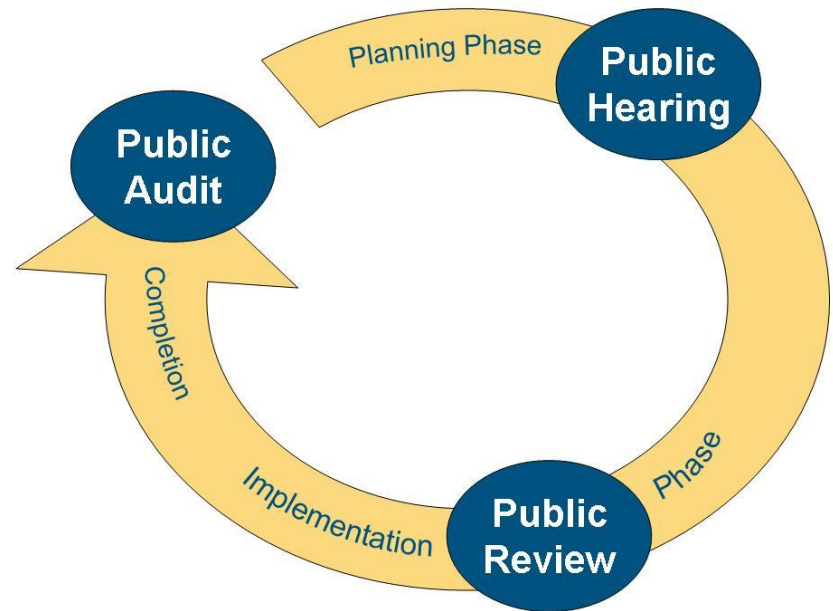 Planning Phase
Public
Hearing
Public
Audit
Completion
Phase
Implementation
Public
Review